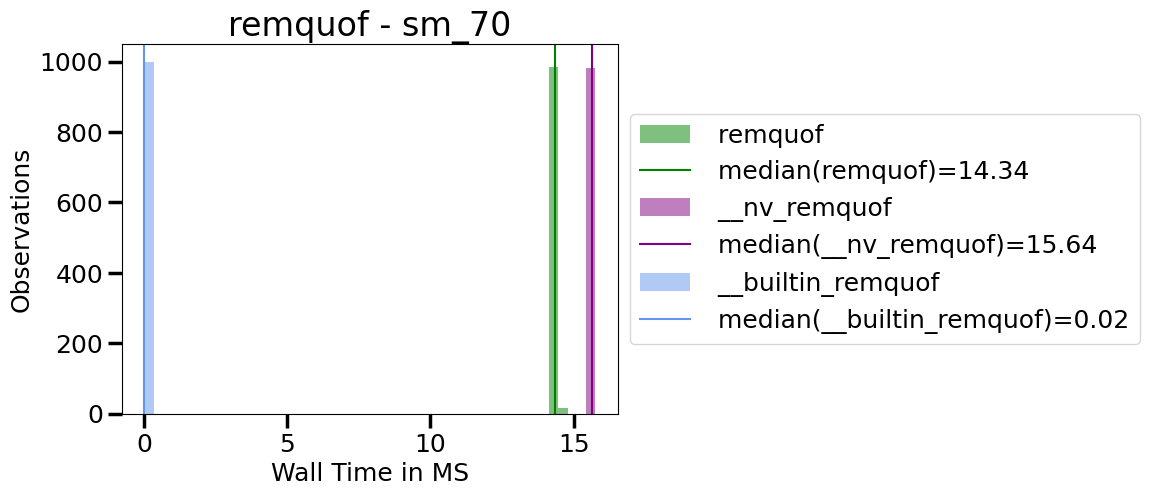 remquof - sm_70
Observations
1000
800
600
400
200
0
0 5 10 15
Wall Time in MS
remquof
median(remquof)=14.34
__nv_remquof
median(__nv_remquof)=15.64
__builtin_remquof
median(__builtin_remquof)=0.02